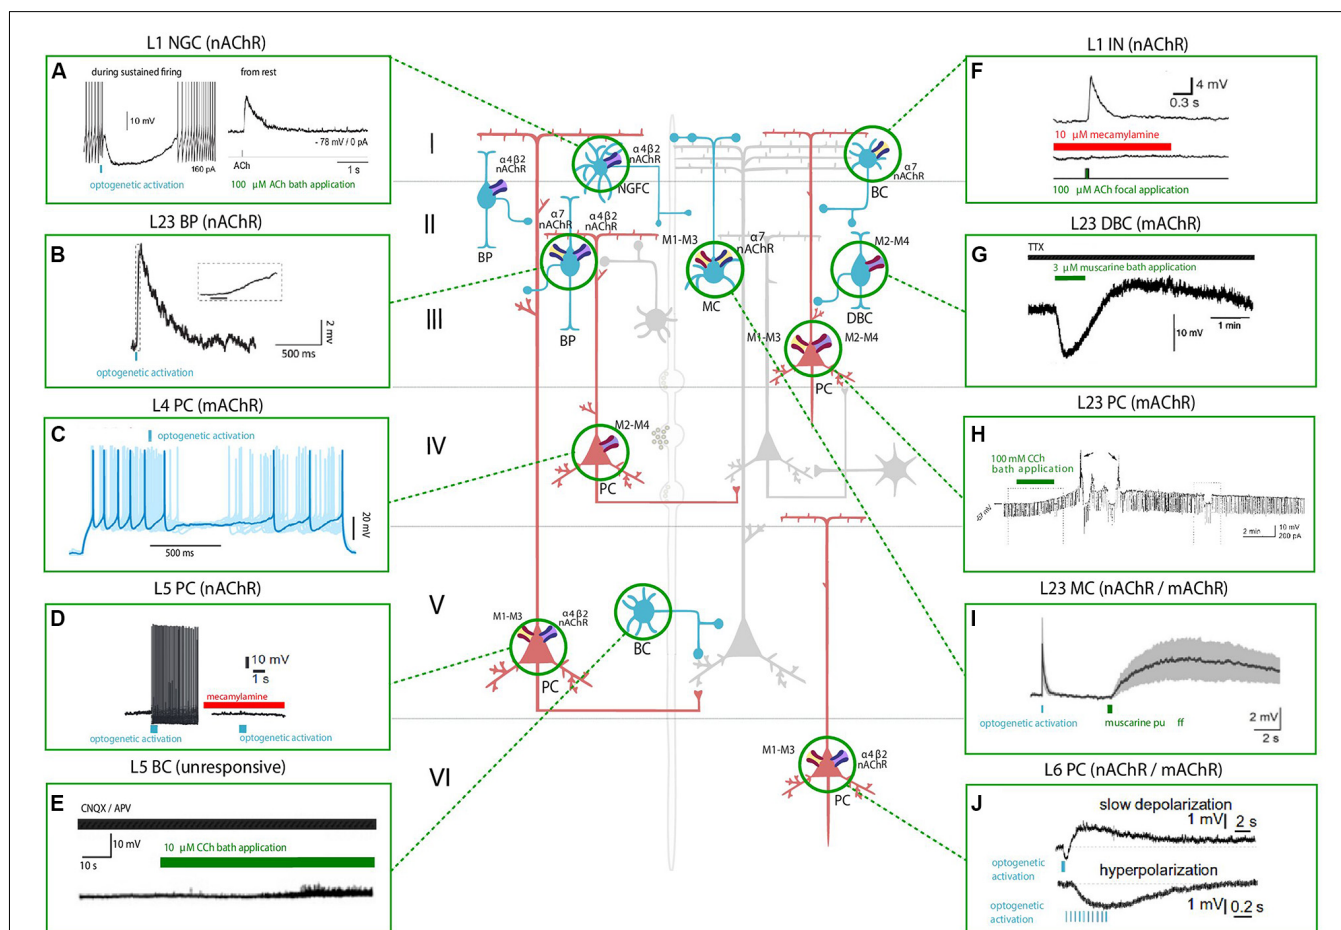 L1 NGC (nAChR)
A
during sustained firing
from rest
10 mV
- 78 mV / 0 pA
160 pA
ACh
1 s
optogenetic activation
100 µM ACh bath application
L23 BP (nAChR)
B
2 mV
500 ms
optogenetic activation
L4 PC (mAChR)
C
optogenetic activation
20 mV
500 ms
L5 PC (nAChR)
D
10 mV
1 s
mecamylamine
optogenetic activation
optogenetic activation
L5 BC (unresponsive)
E
CNQX / APV
10 mV
10 s
10 µM CCh bath application
I
II
III
IV
V
VI
α4β2
nAChR
BP
α4β2
nAChR
NGFC
α7
nAChR
α4β2
nAChR
BP
M1-M3
α7
nAChR
MC
α7
nAChR
BC
M2-M4
DBC
M1-M3
M2-M4
PC
M2-M4
PC
M1-M3
α4β2
nAChR
PC
BC
M1-M3
α4β2
nAChR
PC
L1 IN (nAChR)
F
4 mV
0.3 s
10 µM mecamylamine
100 µM ACh focal application
L23 DBC (mAChR)
G
TTX
3 µM muscarine bath application
10 mV
1 min
L23 PC (mAChR)
H
100 mM CCh
bath application
-67 mV
2 min
10 mV
200 pA
L23 MC (nAChR / mAChR)
I
optogenetic activation
muscarine pu ff
2 mV
2 s
L6 PC (nAChR / mAChR)
J
slow depolarization
1 mV
2 s
optogenetic
activation
hyperpolarization
optogenetic
activation
1 mV
0.2 s